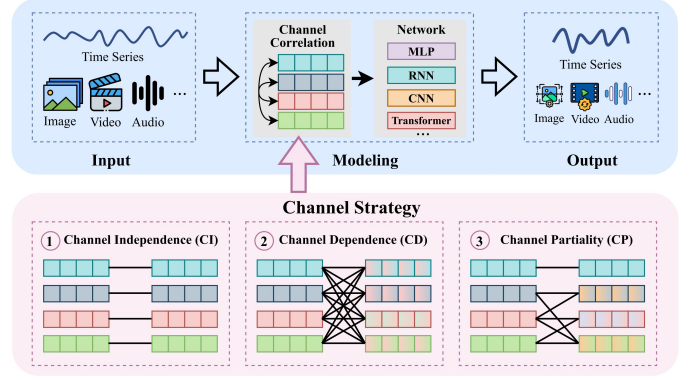 Time Series
Image
Video
Audio
...
Input
Channel
Correlation
Network
MLP
RNN
CNN
Transformer
...
Modeling
Time Series
Image
Video
Audio
...
Output
Channel Strategy
1 Channel Independence (CI)
2 Channel Dependence (CD)
3 Channel Partiality (CP)